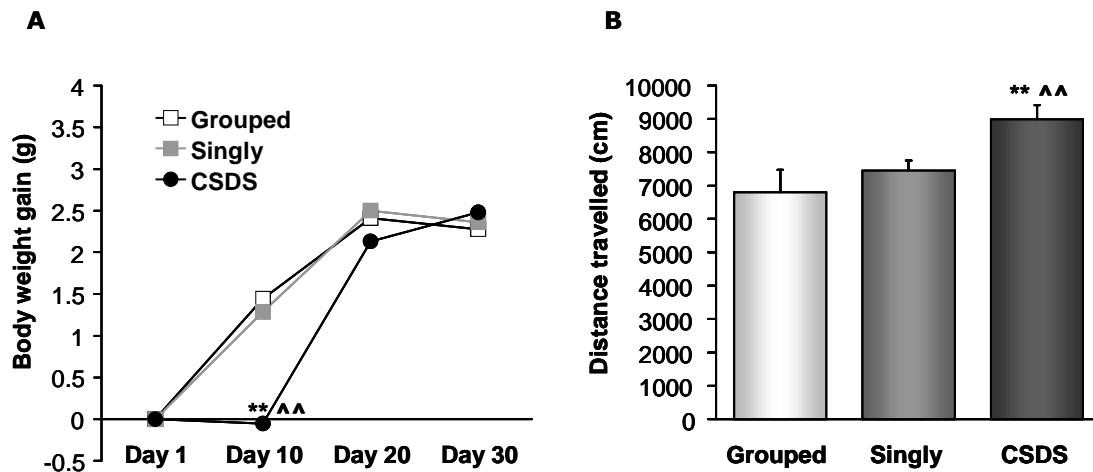 A
Body weight gain (g)
4
3.5
3
2.5
2
1.5
1
0.5
0
-0.5
Grouped
Singly
CSDS
** ^^
Day 1 Day 10 Day 20 Day 30
B
Distance travelled (cm)
10000
9000
8000
7000
6000
5000
4000
3000
2000
1000
0
** ^^
Grouped Singly CSDS